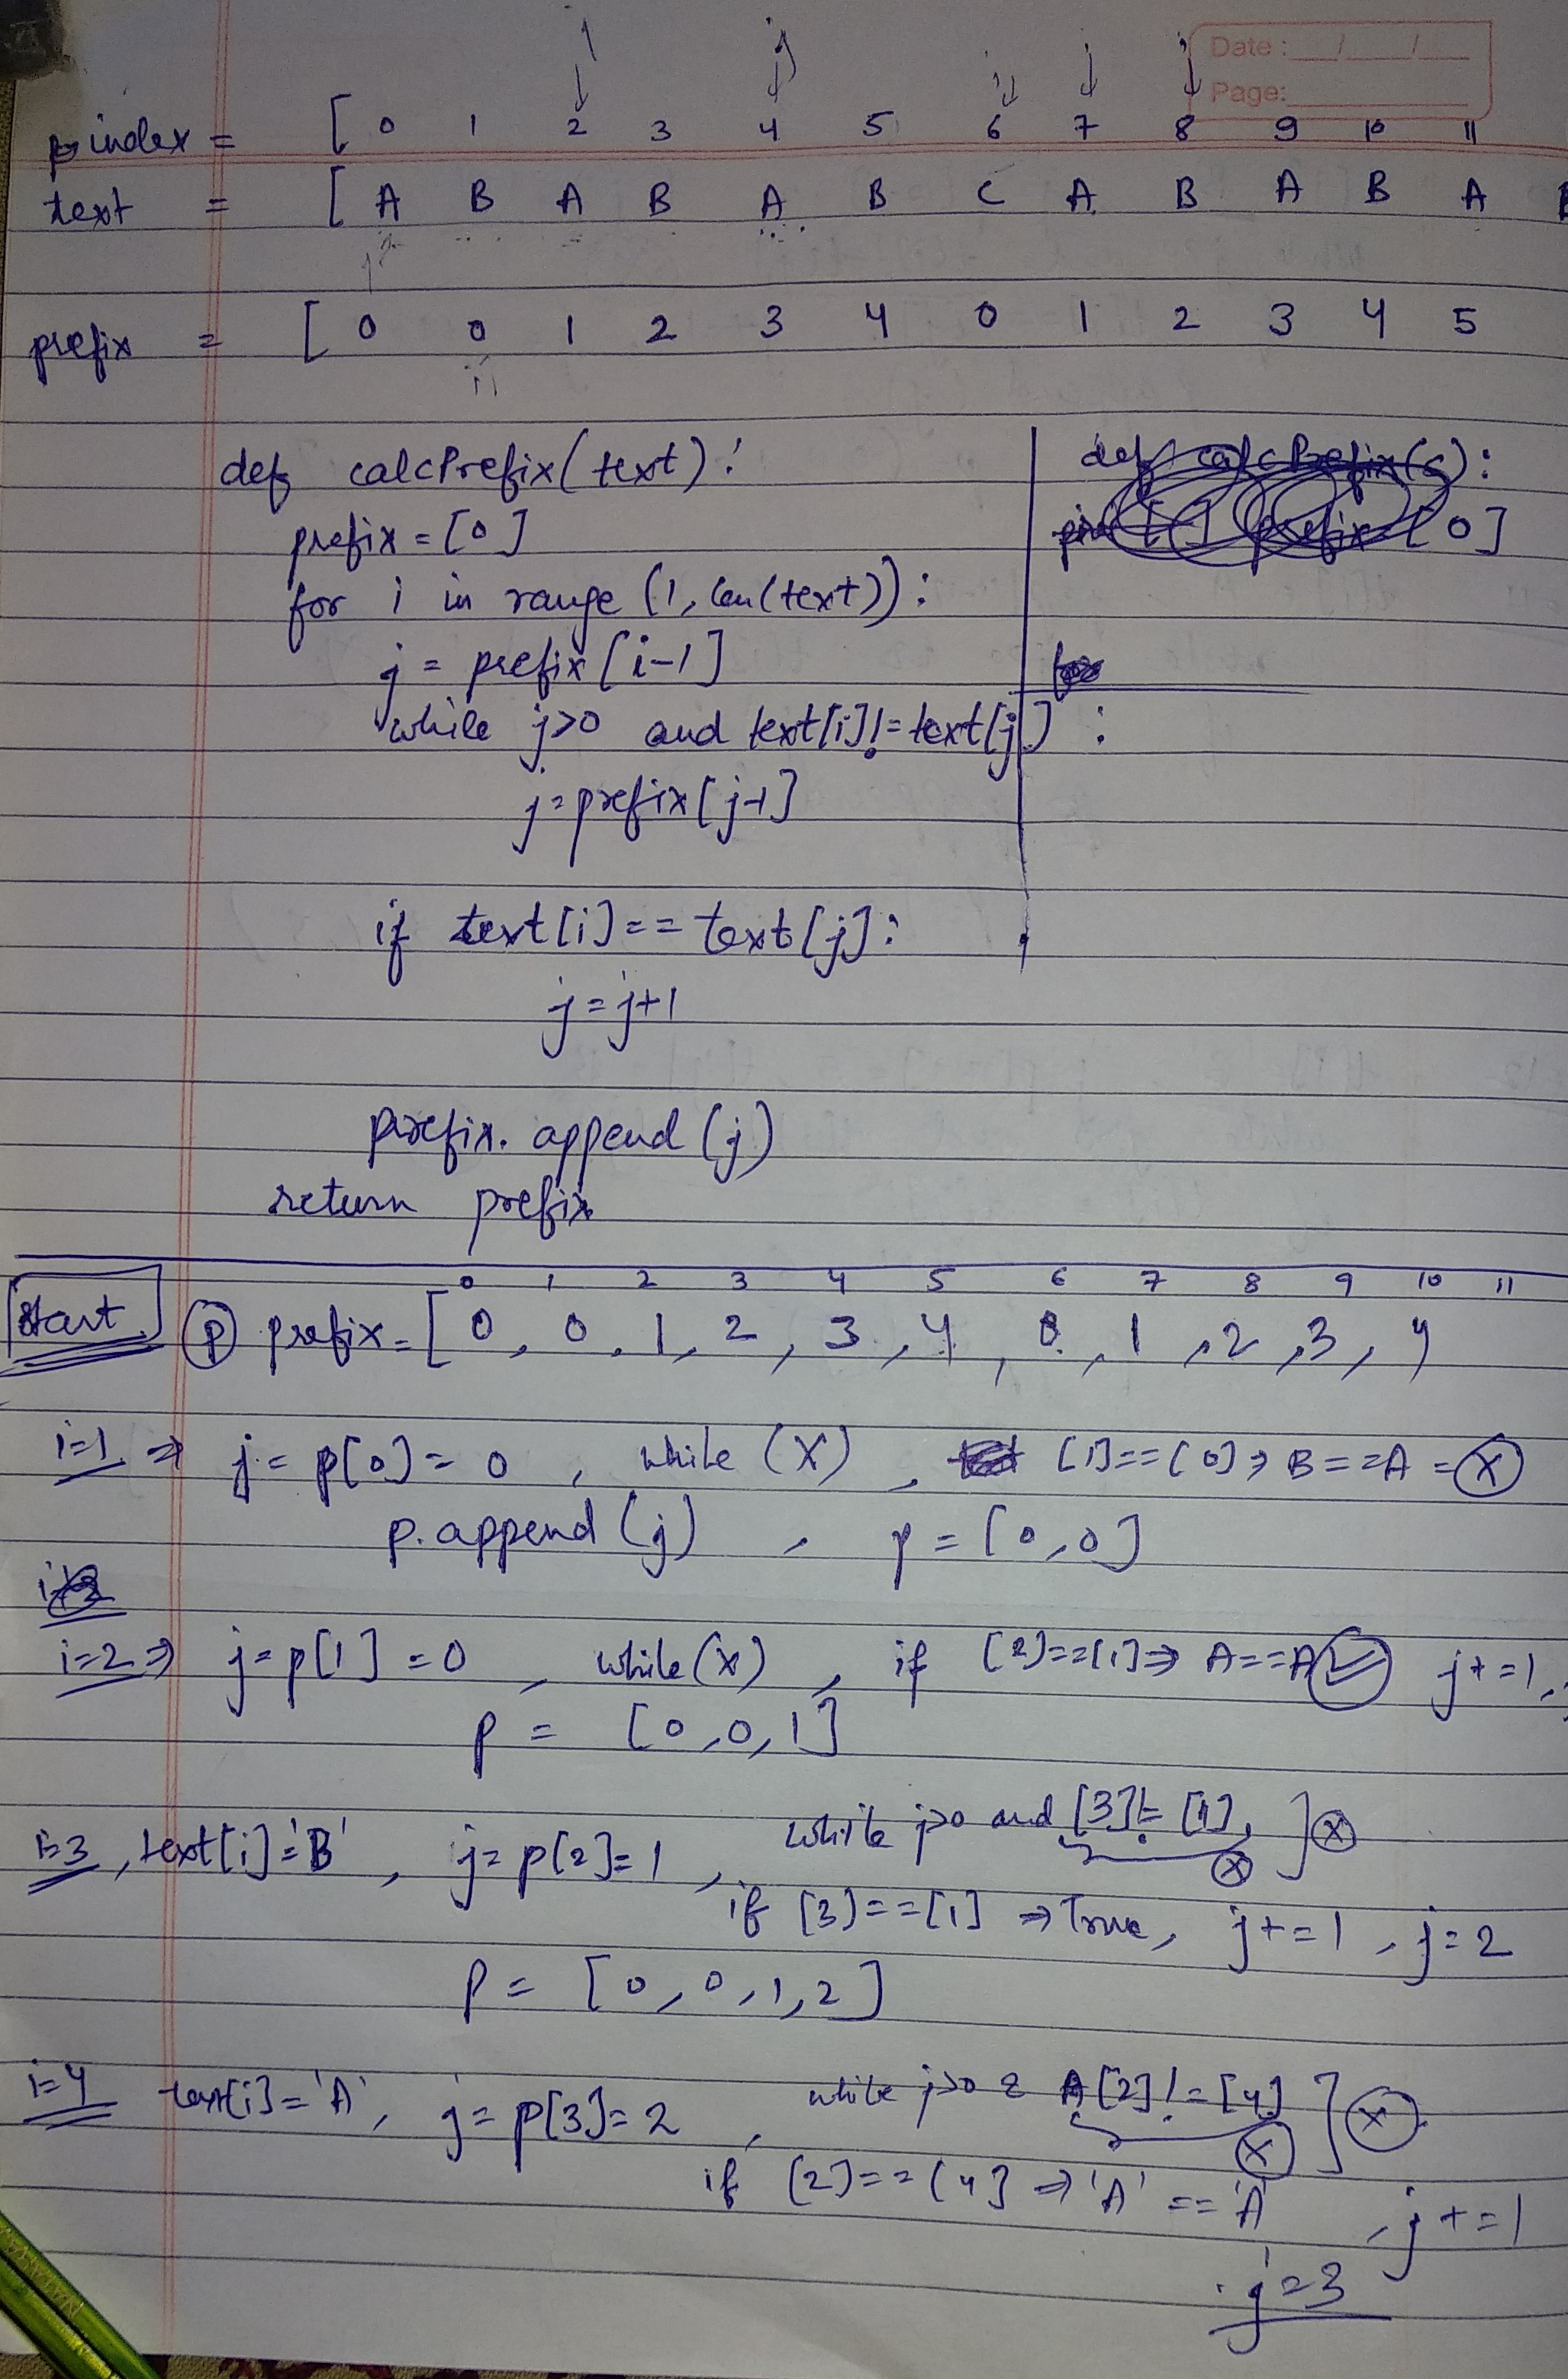 Date : __/__/__
Page: ____
index = [ 0 1 2 3 4 5 6 7 8 9 10 11
text = [ A B A B A B C A B A B A
prefix = [ 0 0 1 2 3 4 0 1 2 3 4 5
def calcPrefix(text):
prefix = [0]
for i in range (1, len(text)):
j = prefix [i-1]
while j>0 and text[i]!=text[j] :
j=prefix[j-1]
if text[i]==text[j]:
j=j+1
prefix.append(j)
return prefix
def calcPrefix(s):
prefix [0]
0 1 2 3 4 5 6 7 8 9 10 11
start (P) prefix = [0, 0, 1, 2, 3, 4, 0, 1, 2, 3, 4
i=1 ⇒ j = p[0] = 0, while (X), [1]==[0] ⇒ B==A = (X)
p.append(j), p = [0,0]
i=2 ⇒ j=p[1]=0, while(x), if [2]==[1] ⇒ A==A ✓ j+=1,
p = [0,0,1]
i=3, text[i]='B', j=p[2]=1, while j>0 and [3]!=[1], ] (x)
(x)
if [3]==[1] ⇒ True, j+=1, j=2
p = [0,0,1,2]
i=4 text[i]='A', j=p[3]=2, while j>0 & A[2]!=[4] ] (x)
(x)
if [2]==[4] ⇒ 'A'=='A', j+=1
j=3